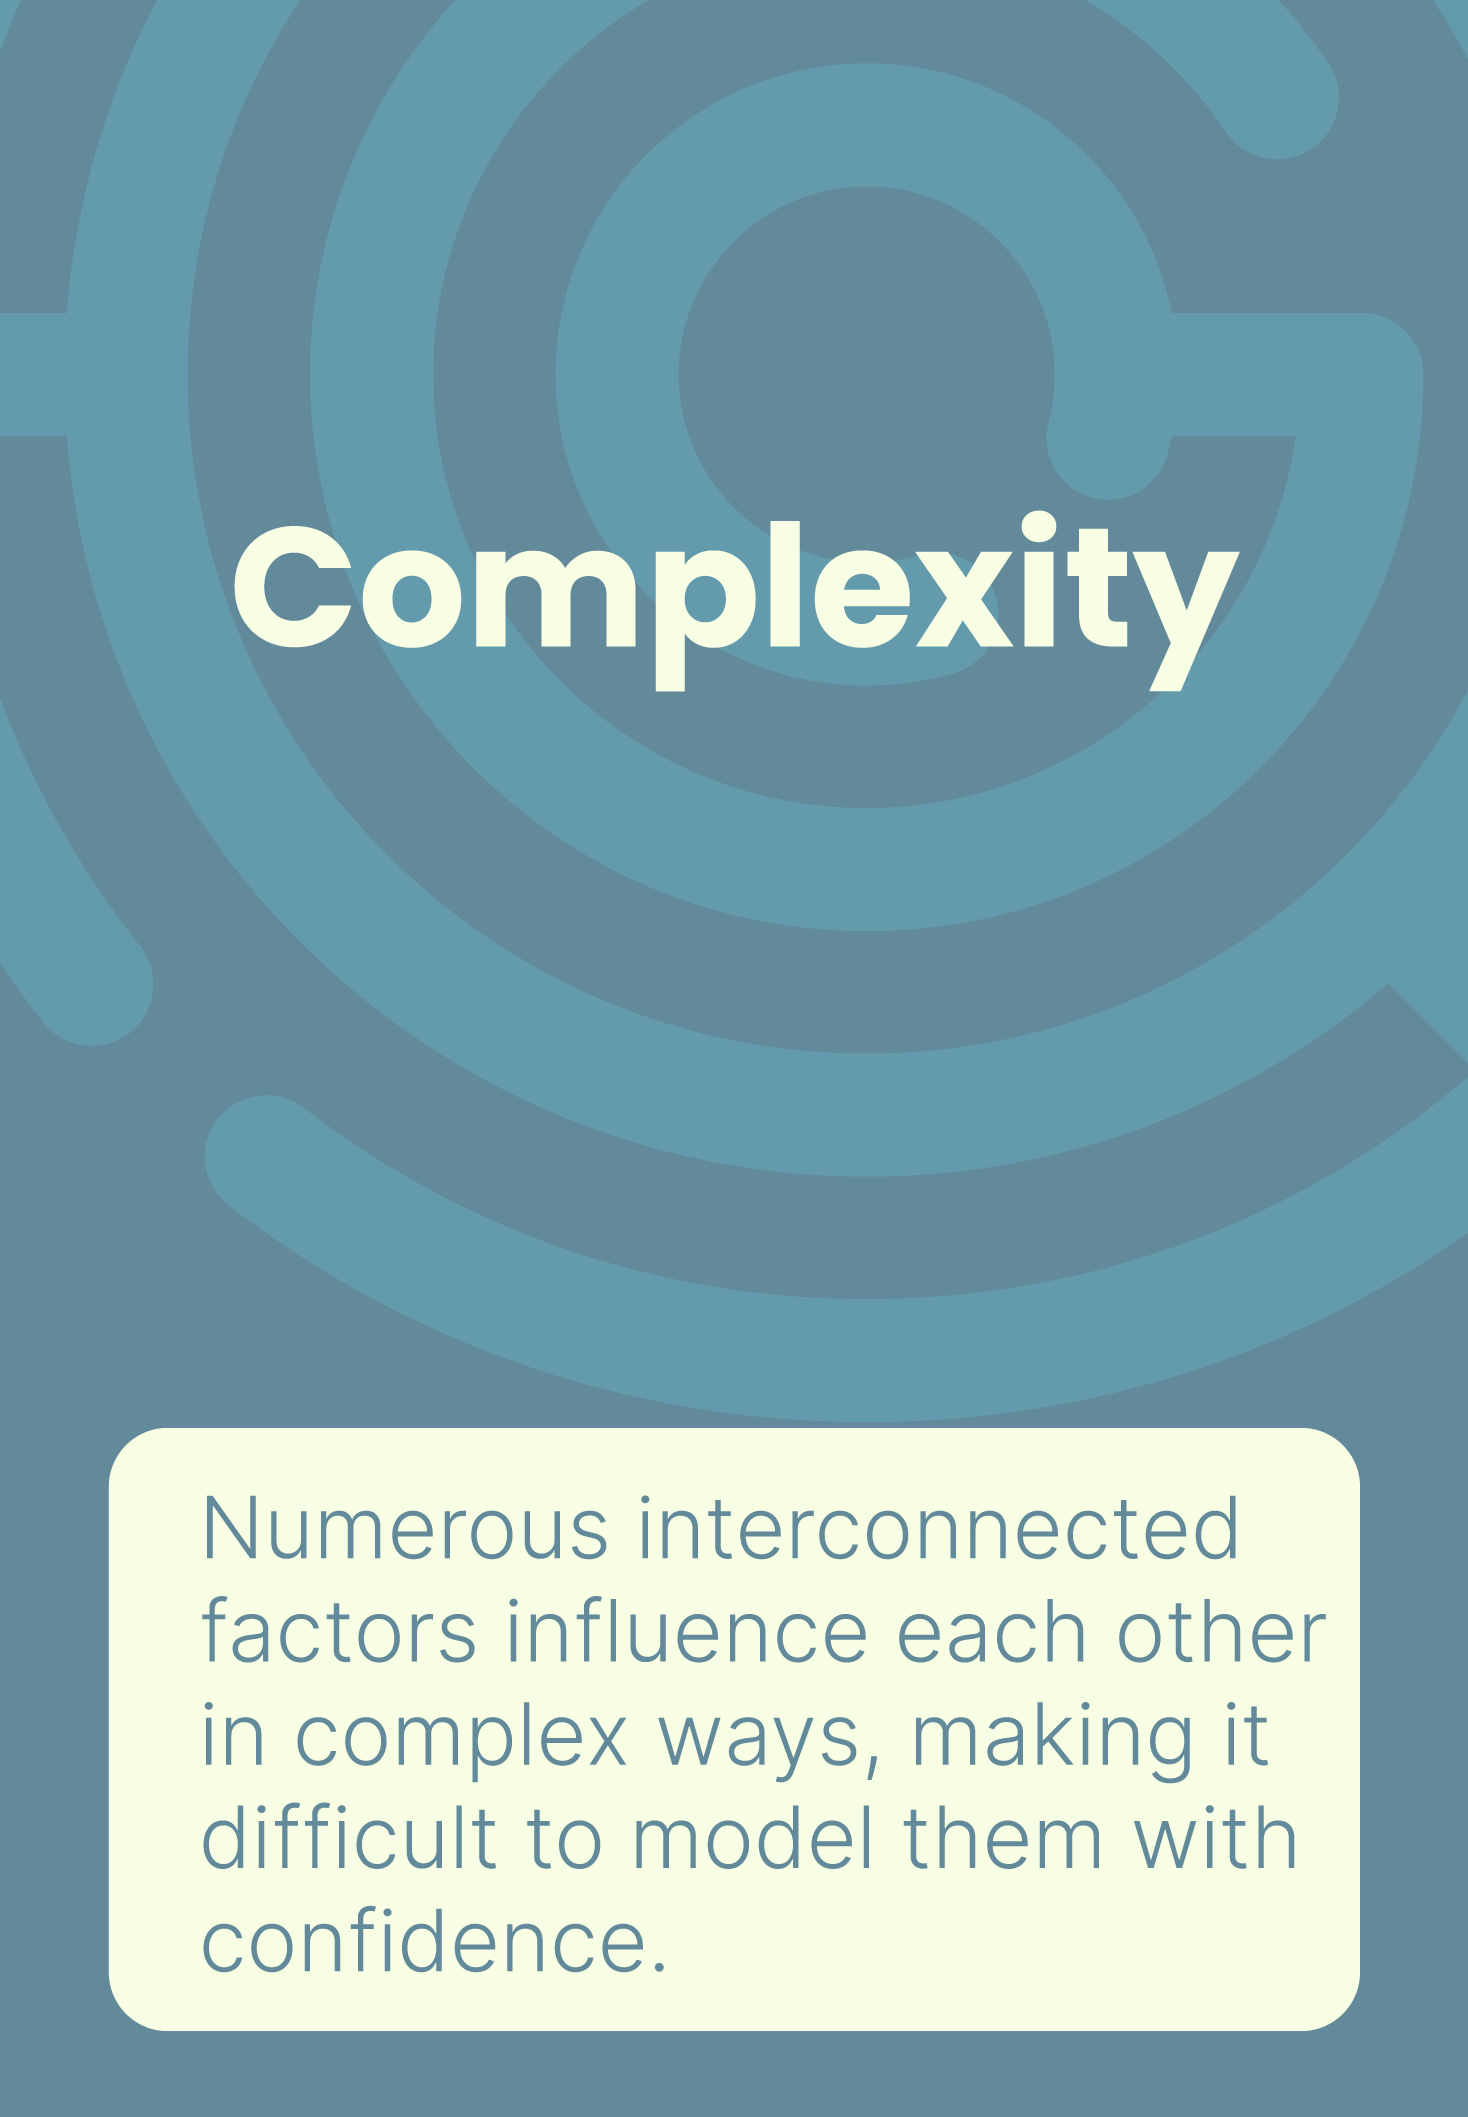 Complexity
Numerous interconnected
factors influence each other
in complex ways, making it
difficult to model them with
confidence.